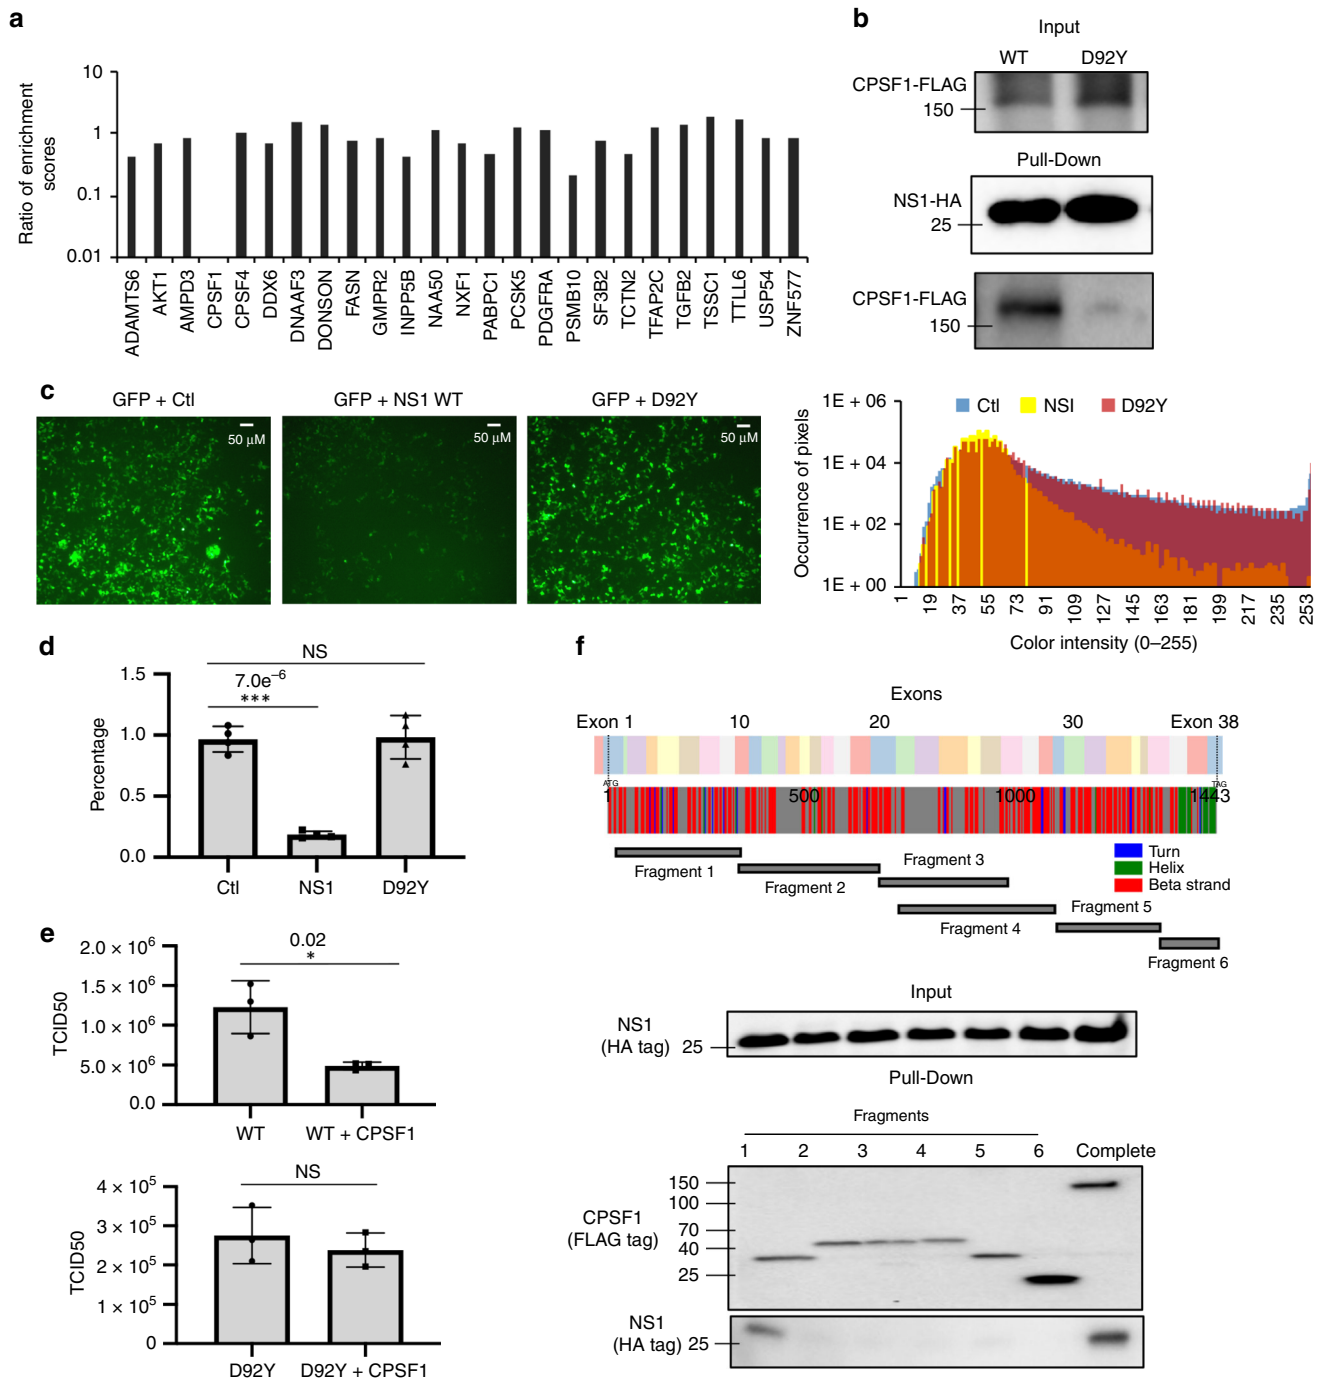 a
Ratio of enrichment
scores
10
1
0.1
0.01
ADAMTS6
AKT1
AMPD3
CPSF1
CPSF4
DDX6
DNAAF3
DONSON
FASN
GMPR2
INPP5B
NAA50
NXF1
PABPC1
PCSK5
PDGFRA
PSMB10
SF3B2
TCTN2
TFAP2C
TGFB2
TSSC1
TTLL6
USP54
ZNF577
b
Input
WT D92Y
CPSF1-FLAG
150
Pull-Down
NS1-HA
25
CPSF1-FLAG
150
c
GFP + Ctl
50 µM
GFP + NS1 WT
50 µM
GFP + D92Y
50 µM
Occurrence of pixels
1E + 06
1E + 04
1E + 02
1E + 00
Ctl NSI D92Y
1 19 37 55 73 91 109 127 145 163 181 199 217 235 253
Color intensity (0–255)
d
NS
7.0e–6
***
Percentage
1.5
1.0
0.5
0.0
Ctl NS1 D92Y
e
0.02
*
TCID50
2.0 × 10⁶
1.5 × 10⁶
1.0 × 10⁶
5.0 × 10⁶
0.0
WT WT + CPSF1
NS
TCID50
4 × 10⁵
3 × 10⁵
2 × 10⁵
1 × 10⁵
0
D92Y D92Y + CPSF1
f
Exons
Exon 1 10 20 30 Exon 38
ATG TAG
1 500 1000 1443
Turn
Helix
Beta strand
Fragment 1
Fragment 2
Fragment 3
Fragment 4
Fragment 5
Fragment 6
Input
NS1
(HA tag) 25
Pull-Down
Fragments
1 2 3 4 5 6 Complete
CPSF1
(FLAG tag)
150
100
70
40
25
NS1
(HA tag) 25